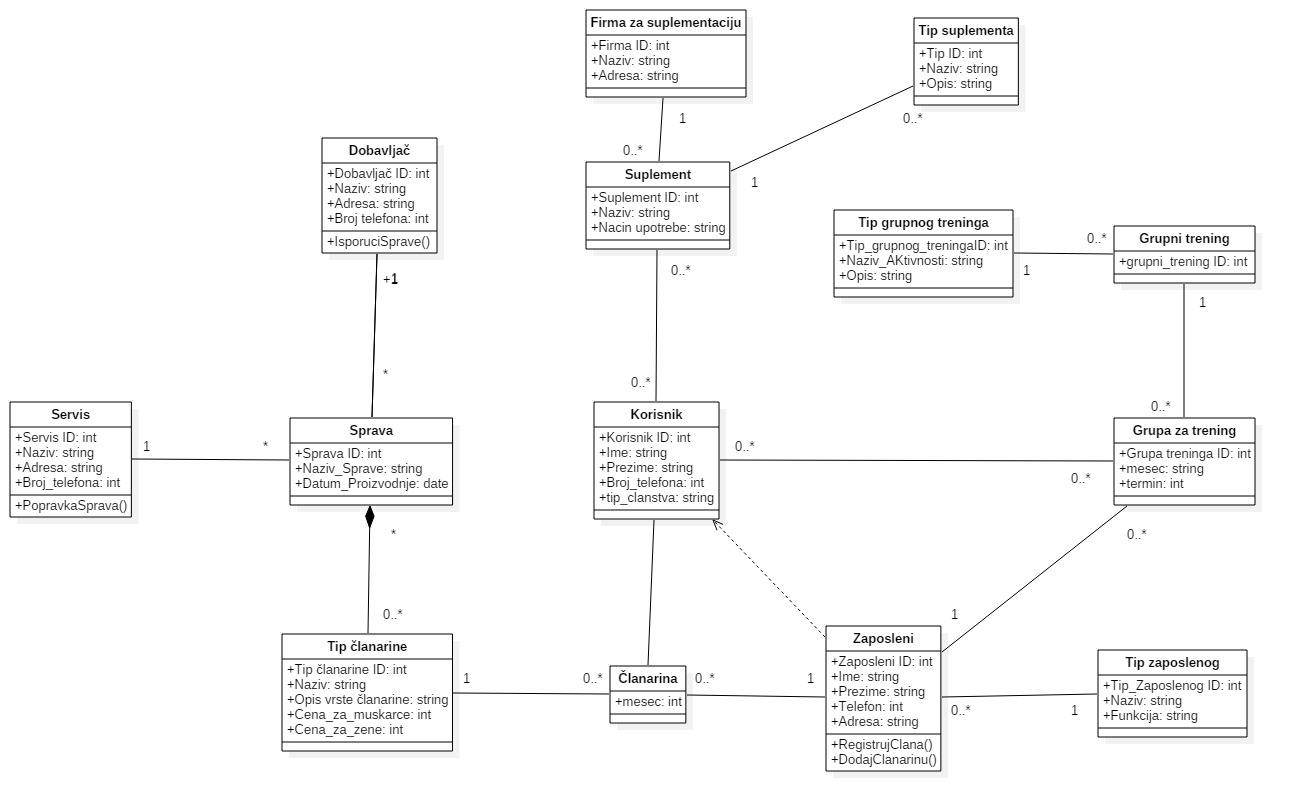 Firma za suplementaciju
+Firma ID: int
+Naziv: string
+Adresa: string
1
0..*
Tip suplementa
+Tip ID: int
+Naziv: string
+Opis: string
0..*
1
Suplement
+Suplement ID: int
+Naziv: string
+Nacin upotrebe: string
0..*
0..*
Dobavljač
+Dobavljač ID: int
+Naziv: string
+Adresa: string
+Broj telefona: int
+IsporuciSprave()
+1
*
Tip grupnog treninga
+Tip_grupnog_treningaID: int
+Naziv_AKtivnosti: string
+Opis: string
1
0..*
Grupni trening
+grupni_trening ID: int
1
0..*
Servis
+Servis ID: int
+Naziv: string
+Adresa: string
+Broj_telefona: int
+PopravkaSprava()
1
*
Sprava
+Sprava ID: int
+Naziv_Sprave: string
+Datum_Proizvodnje: date
*
0..*
Korisnik
+Korisnik ID: int
+Ime: string
+Prezime: string
+Broj_telefona: int
+tip_clanstva: string
0..*
0..*
Grupa za trening
+Grupa treninga ID: int
+mesec: string
+termin: int
0..*
1
Tip članarine
+Tip članarine ID: int
+Naziv: string
+Opis vrste članarine: string
+Cena_za_muskarce: int
+Cena_za_zene: int
1
0..*
Članarina
+mesec: int
0..*
1
Zaposleni
+Zaposleni ID: int
+Ime: string
+Prezime: string
+Telefon: int
+Adresa: string
+RegistrujClana()
+DodajClanarinu()
0..*
1
Tip zaposlenog
+Tip_Zaposlenog ID: int
+Naziv: string
+Funkcija: string